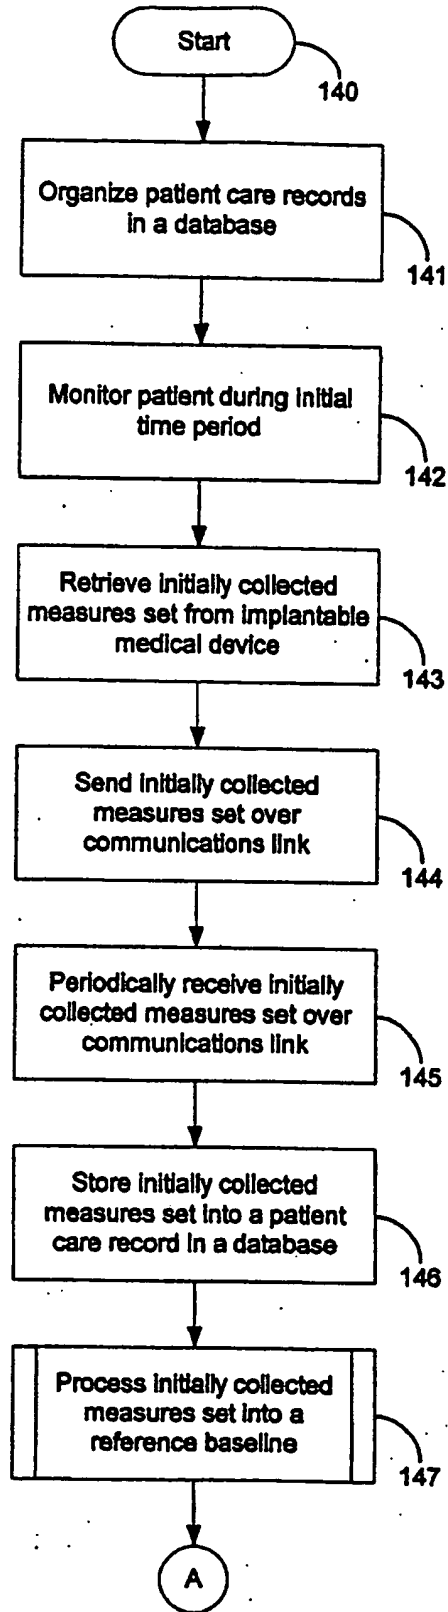 Start
140
Organize patient care records
in a database
141
Monitor patient during initial
time period
142
Retrieve initially collected
measures set from implantable
medical device
143
Send initially collected
measures set over
communications link
144
Periodically receive initially
collected measures set over
communications link
145
Store initially collected
measures set into a patient
care record in a database
146
Process initially collected
measures set into a
reference baseline
147
A